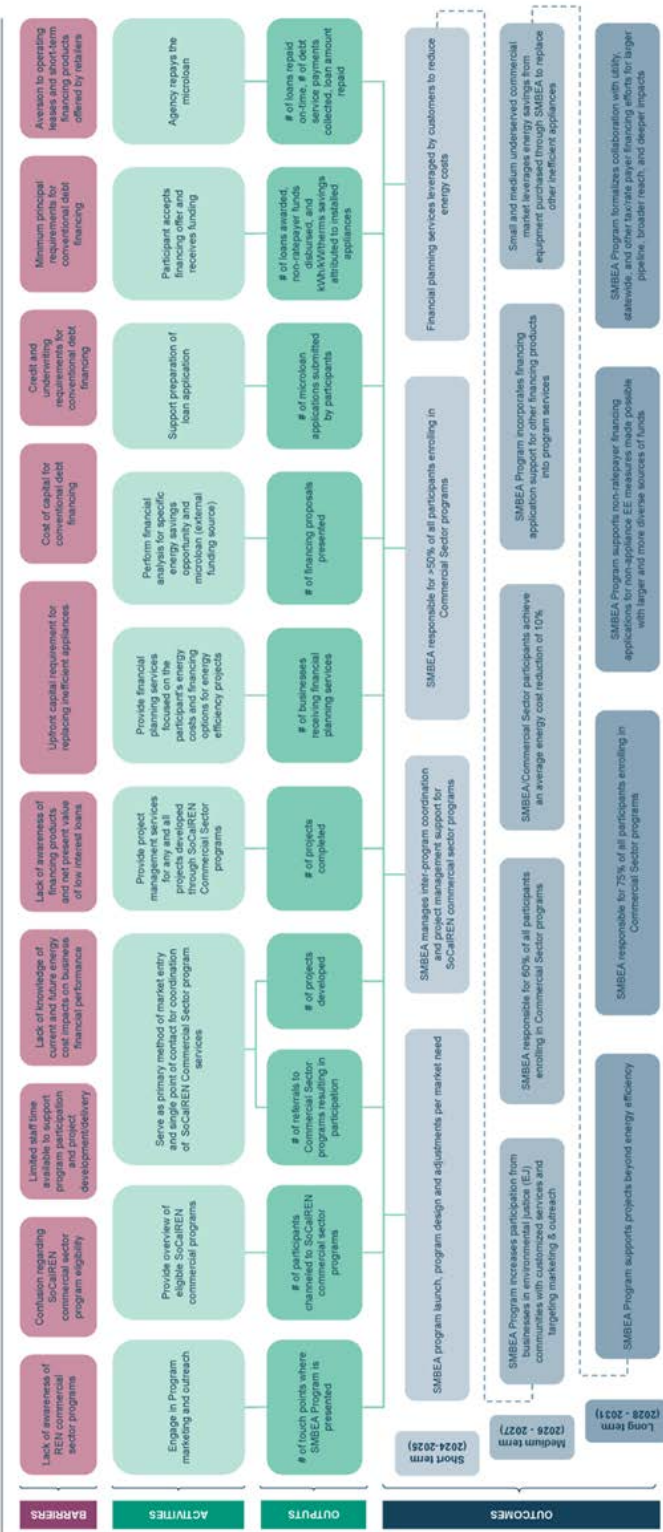 BARRIERS
Lack of awareness of
REN commercial
sector programs
Confusion regarding
SoCalREN
commercial sector
program eligibility
Limited staff time
available to support
program participation
and project
development/delivery
Lack of knowledge of
current and future energy
cost impacts on business
financial performance
Lack of awareness of
financing products
and net present value
of low interest loans
Upfront capital requirement for
replacing inefficient appliances
Cost of capital for
conventional debt
financing
Credit and
underwriting
requirements for
conventional debt
financing
Minimum principal
requirements for
conventional debt
financing
Aversion to operating
leases and short-term
financing products
offered by retailers
ACTIVITIES
Engage in Program
marketing and outreach
Provide overview of
eligible SoCalREN
commercial programs
Serve as primary method of market entry
and single point of contact for coordination
of SoCalREN Commercial Sector program
services
Provide project
management services
for any and all
projects developed
through SoCalREN
Commercial Sector
programs
Provide financial
planning services
focused on the
participant's energy
costs and financing
options for energy
efficiency projects
Perform financial
analysis for specific
energy savings
opportunity and
microloan (external
funding source)
Support preparation of
loan application
Participant accepts
financing offer and
receives funding
Agency repays the
microloan
OUTPUTS
# of touch points where
SMBEA Program is
presented
# of participants
channeled to SoCalREN
commercial sector
programs
# of referrals to
Commercial Sector
programs resulting in
participation
# of projects
developed
# of projects
completed
# of businesses
receiving financial
planning services
# of financing proposals
presented
# of microloan
applications submitted
by participants
# of loans awarded,
non-ratepayer funds
disbursed, and
kWh/kW/therms savings
attributed to installed
appliances
# of loans repaid
on-time, # of debt
service payments
collected, loan amount
repaid
OUTCOMES
Short term
(2024-2025)
SMBEA program launch, program design and adjustments per market need
SMBEA manages inter-program coordination
and project management support for
SoCalREN commercial sector programs
SMBEA responsible for >50% of all participants enrolling in
Commercial Sector programs
Financial planning services leveraged by customers to reduce
energy costs
Medium term
(2026 - 2027)
SMBEA Program increases participation from
businesses in environmental justice (EJ)
communities with customized services and
targeting marketing & outreach
SMBEA responsible for 60% of all participants
enrolling in Commercial Sector programs
SMBEA/Commercial Sector participants achieve
an average energy cost reduction of 10%
SMBEA Program incorporates financing
application support for other financing products
into program services
Small and medium underserved commercial
market leverages energy savings from
equipment purchased through SMBEA to replace
other inefficient appliances
Long term
(2028 - 2031)
SMBEA Program supports projects beyond energy efficiency
SMBEA responsible for 75% of all participants enrolling in
Commercial Sector programs
SMBEA Program supports non-ratepayer financing
applications for non-appliance EE measures made possible
with larger and more diverse sources of funds
SMBEA Program formalizes collaboration with utility,
statewide, and other tax/rate payer financing efforts for larger
pipeline, broader reach, and deeper impacts